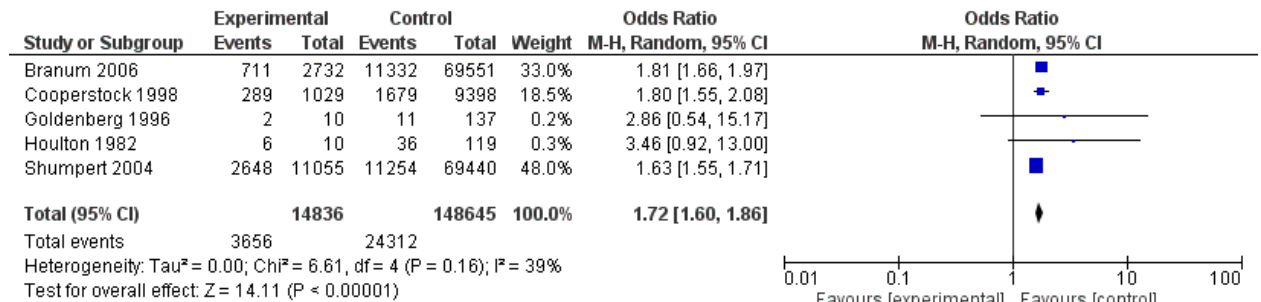 Experimental Control Odds Ratio Odds Ratio
Study or Subgroup Events Total Events Total Weight M-H, Random, 95% CI M-H, Random, 95% CI
Branum 2006 711 2732 11332 69551 33.0% 1.81 [1.66, 1.97]
Cooperstock 1998 289 1029 1679 9398 18.5% 1.80 [1.55, 2.08]
Goldenberg 1996 2 10 11 137 0.2% 2.86 [0.54, 15.17]
Houlton 1982 6 10 36 119 0.3% 3.46 [0.92, 13.00]
Shumpert 2004 2648 11055 11254 69440 48.0% 1.63 [1.55, 1.71]
Total (95% CI) 14836 148645 100.0% 1.72 [1.60, 1.86]
Total events 3656 24312
Heterogeneity: Tau² = 0.00; Chi² = 6.61, df = 4 (P = 0.16); I² = 39%
Test for overall effect: Z = 14.11 (P < 0.00001)
0.01 0.1 1 10 100
Favours [experimental] Favours [control]